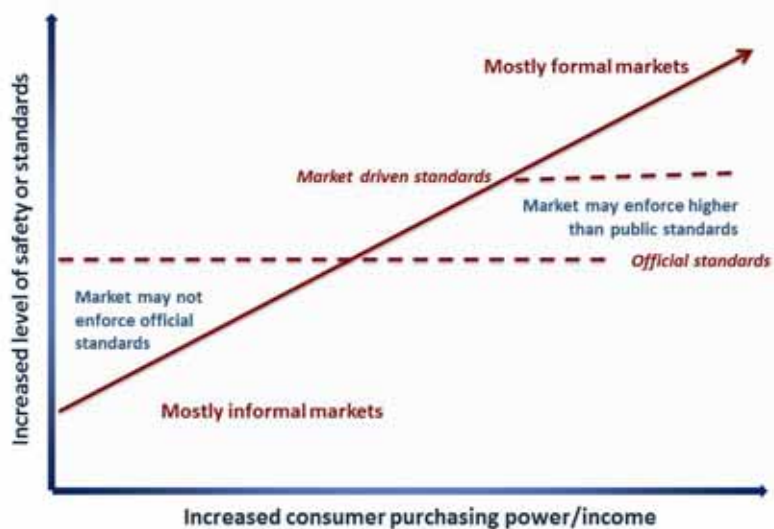 Increased level of safety or standards
Mostly formal markets
Market driven standards
Market may enforce higher
than public standards
Official standards
Market may not
enforce official
standards
Mostly informal markets
Increased consumer purchasing power/income